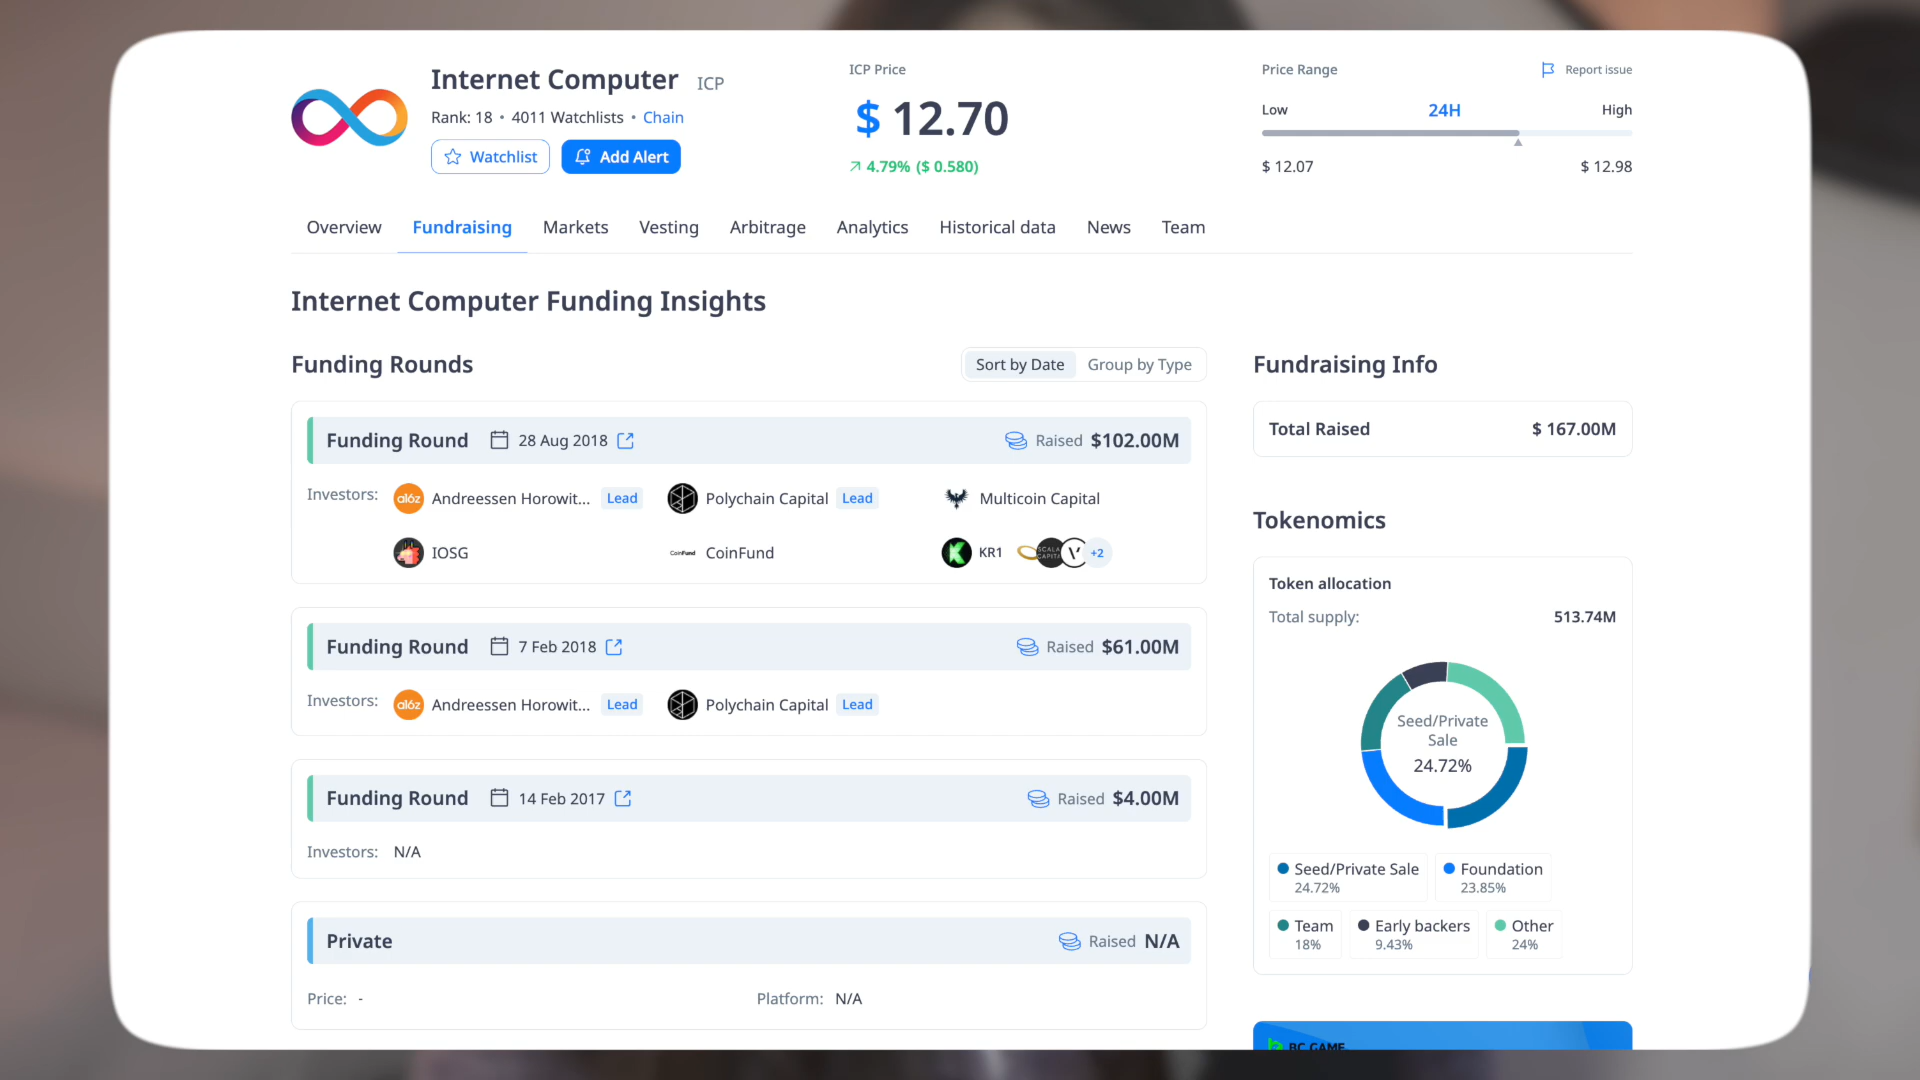 Internet Computer ICP
Rank: 18 • 4011 Watchlists • Chain
Watchlist
Add Alert
ICP Price
$ 12.70
4.79% ($ 0.580)
Price Range
Report issue
Low 24H High
$ 12.07 $ 12.98
Overview Fundraising Markets Vesting Arbitrage Analytics Historical data News Team
Internet Computer Funding Insights
Funding Rounds
Sort by Date Group by Type
Funding Round 28 Aug 2018 Raised $102.00M
Investors: a16z Andreessen Horowit... Lead Polychain Capital Lead Multicoin Capital
IOSG CoinFund CoinFund KR1 +2
Funding Round 7 Feb 2018 Raised $61.00M
Investors: a16z Andreessen Horowit... Lead Polychain Capital Lead
Funding Round 14 Feb 2017 Raised $4.00M
Investors: N/A
Private Raised N/A
Price: - Platform: N/A
Fundraising Info
Total Raised $ 167.00M
Tokenomics
Token allocation
Total supply: 513.74M
Seed/Private
Sale
24.72%
Seed/Private Sale
24.72%
Foundation
23.85%
Team
18%
Early backers
9.43%
Other
24%
BC GAME